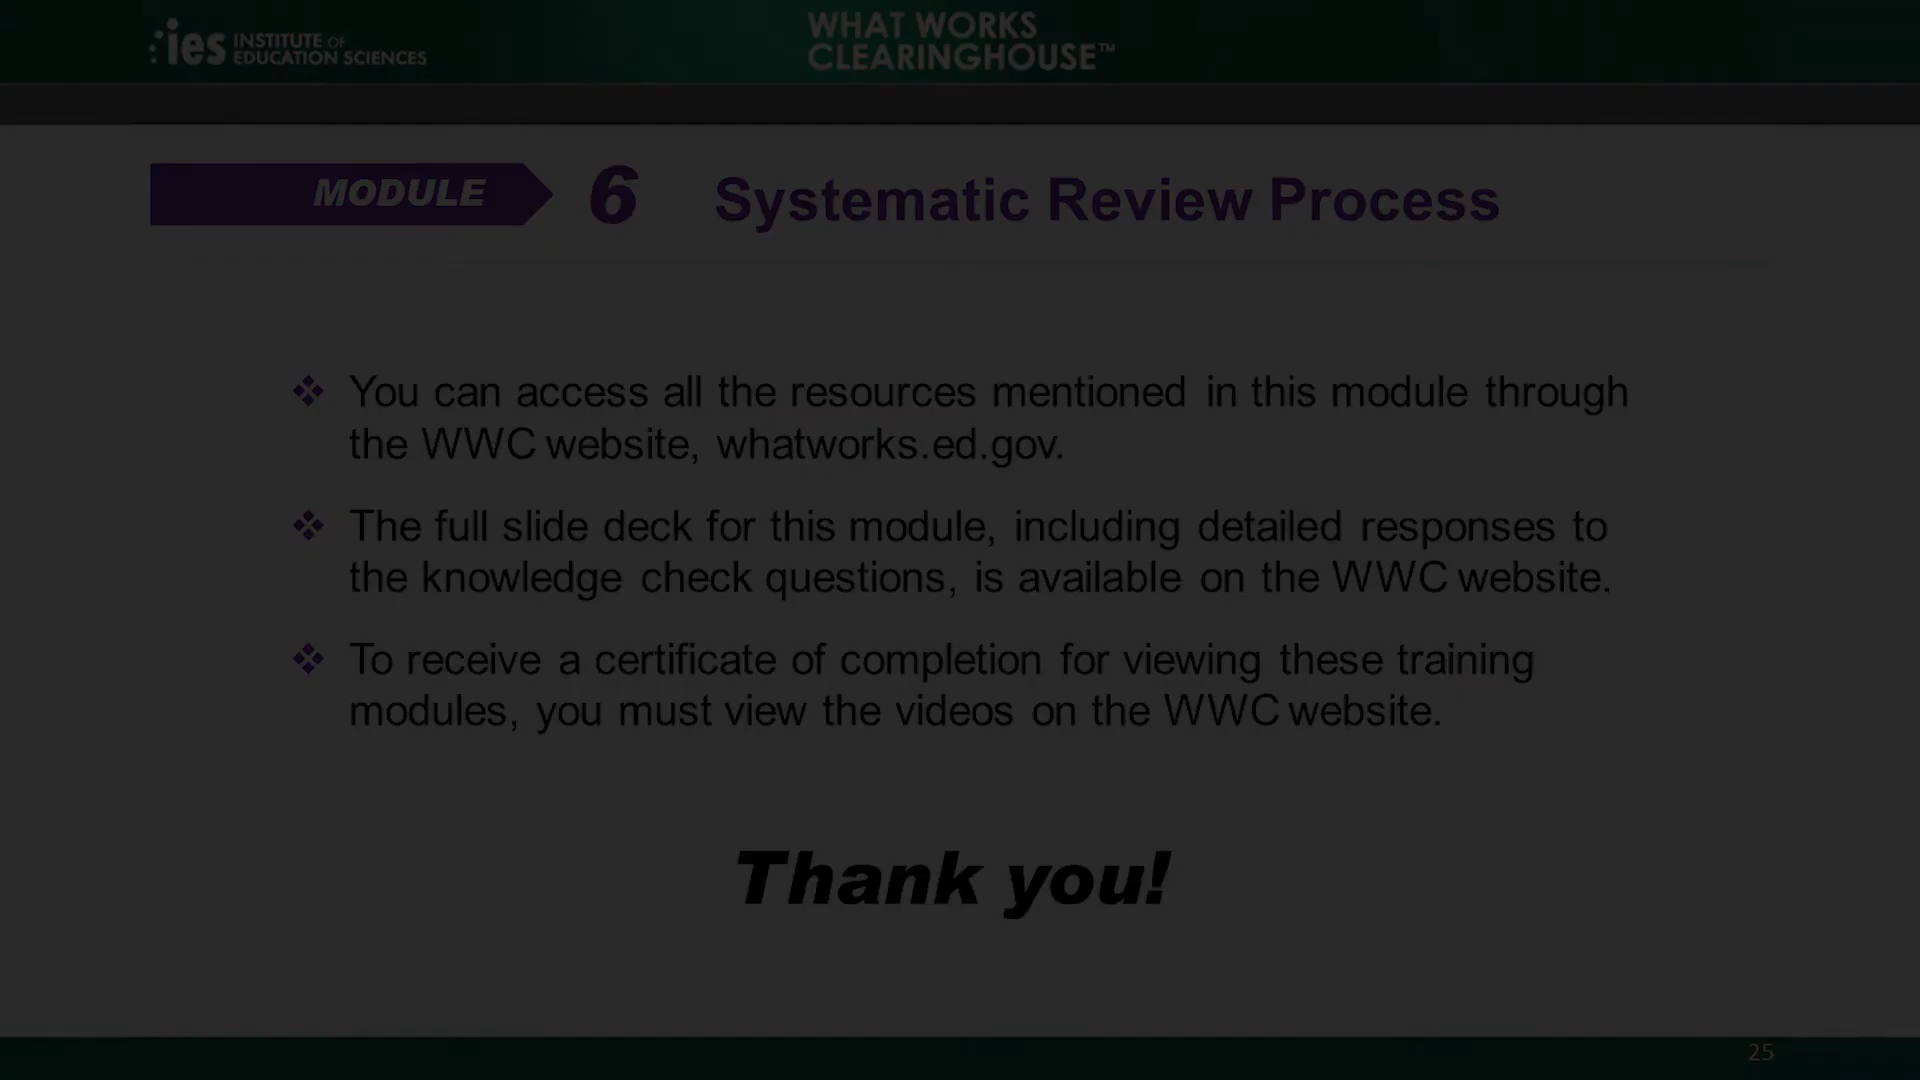 ies INSTITUTE OF
EDUCATION SCIENCES
WHAT WORKS
CLEARINGHOUSE™
MODULE 6 Systematic Review Process
❖ You can access all the resources mentioned in this module through
the WWC website, whatworks.ed.gov.
❖ The full slide deck for this module, including detailed responses to
the knowledge check questions, is available on the WWC website.
❖ To receive a certificate of completion for viewing these training
modules, you must view the videos on the WWC website.
Thank you!
25